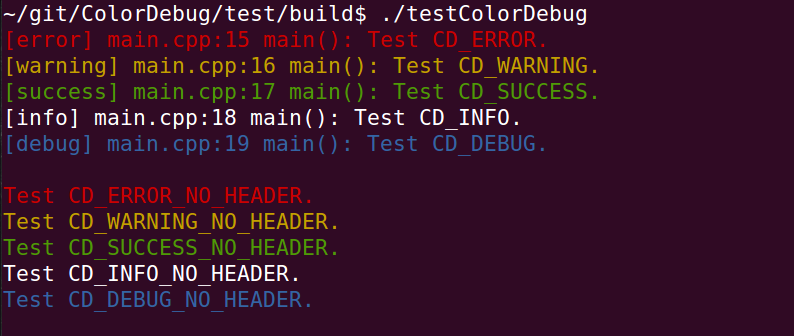 ~/git/ColorDebug/test/build$ ./testColorDebug
[error] main.cpp:15 main(): Test CD_ERROR.
[warning] main.cpp:16 main(): Test CD_WARNING.
[success] main.cpp:17 main(): Test CD_SUCCESS.
[info] main.cpp:18 main(): Test CD_INFO.
[debug] main.cpp:19 main(): Test CD_DEBUG.
Test CD_ERROR_NO_HEADER.
Test CD_WARNING_NO_HEADER.
Test CD_SUCCESS_NO_HEADER.
Test CD_INFO_NO_HEADER.
Test CD_DEBUG_NO_HEADER.